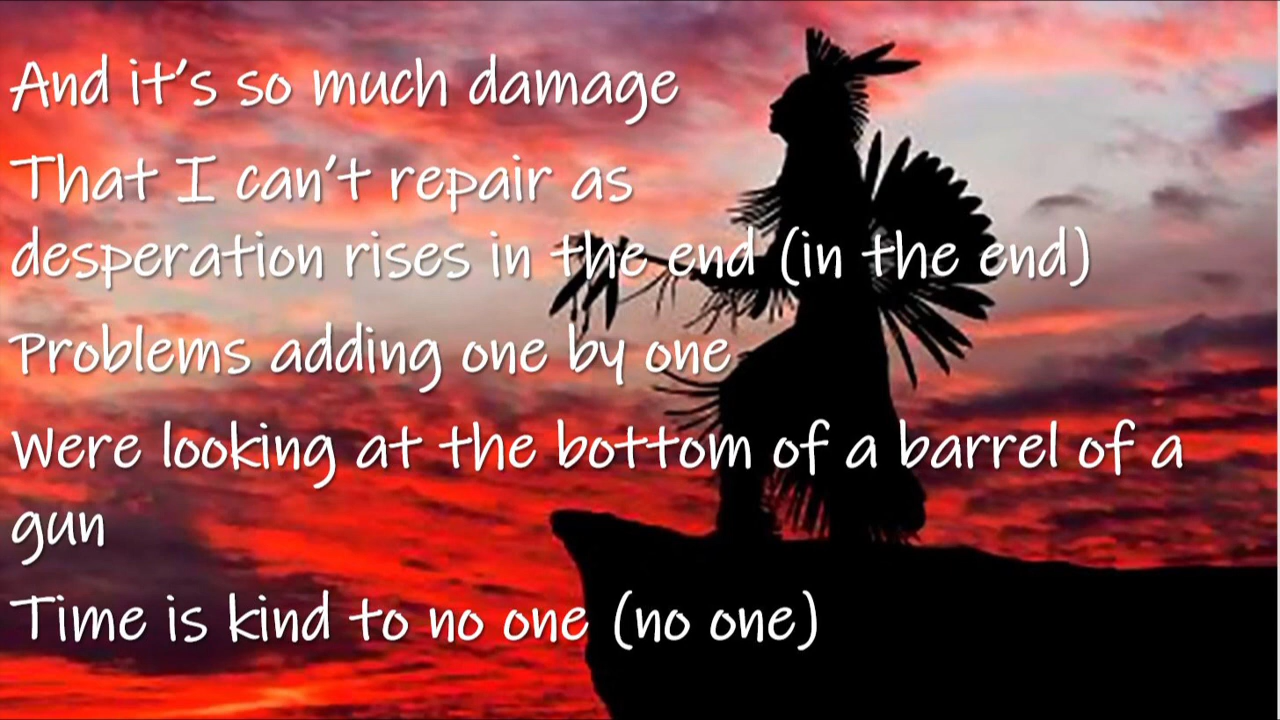 And it's so much damage
That I can't repair as
desperation rises in the end (in the end)
Problems adding one by one
Were looking at the bottom of a barrel of a
gun
Time is kind to no one (no one)